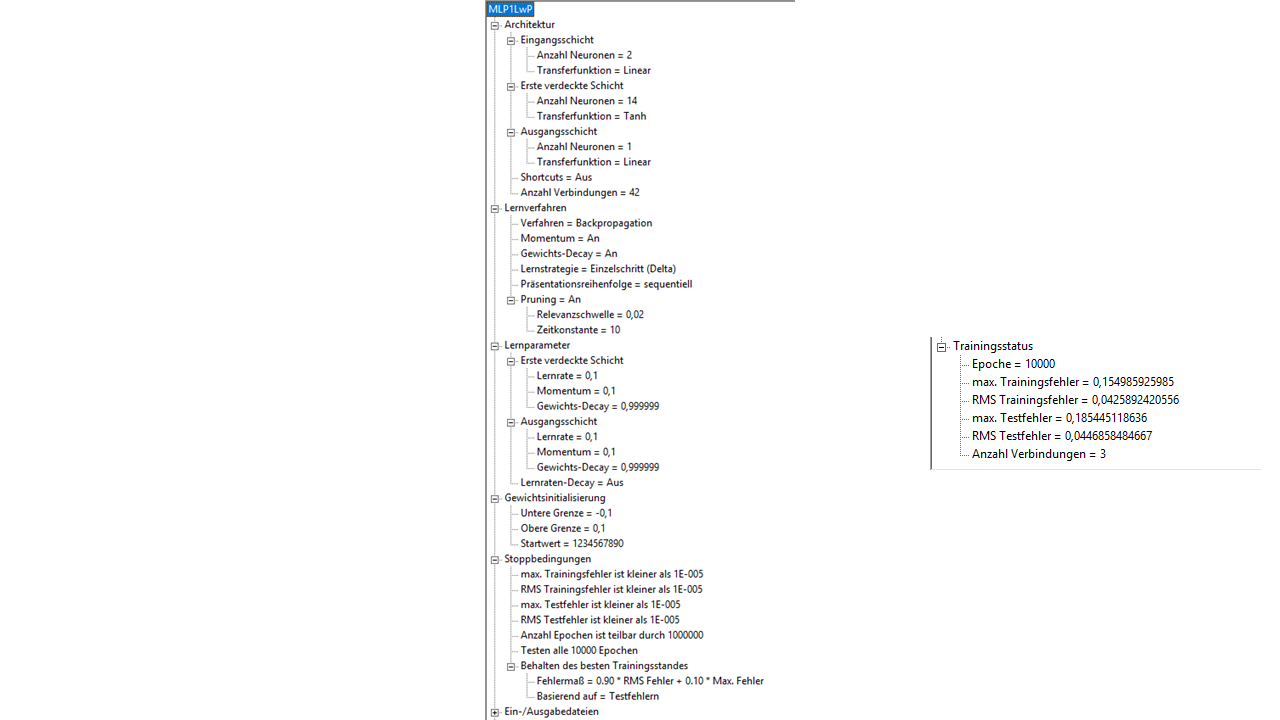 MLP1LwP
Architektur
Eingangsschicht
Anzahl Neuronen = 2
Transferfunktion = Linear
Erste verdeckte Schicht
Anzahl Neuronen = 14
Transferfunktion = Tanh
Ausgangsschicht
Anzahl Neuronen = 1
Transferfunktion = Linear
Shortcuts = Aus
Anzahl Verbindungen = 42
Lernverfahren
Verfahren = Backpropagation
Momentum = An
Gewichts-Decay = An
Lernstrategie = Einzelschritt (Delta)
Präsentationsreihenfolge = sequentiell
Pruning = An
Relevanzschwelle = 0,02
Zeitkonstante = 10
Lernparameter
Erste verdeckte Schicht
Lernrate = 0,1
Momentum = 0,1
Gewichts-Decay = 0,999999
Ausgangsschicht
Lernrate = 0,1
Momentum = 0,1
Gewichts-Decay = 0,999999
Lernraten-Decay = Aus
Gewichtsinitialisierung
Untere Grenze = -0,1
Obere Grenze = 0,1
Startwert = 1234567890
Stoppbedingungen
max. Trainingsfehler ist kleiner als 1E-005
RMS Trainingsfehler ist kleiner als 1E-005
max. Testfehler ist kleiner als 1E-005
RMS Testfehler ist kleiner als 1E-005
Anzahl Epochen ist teilbar durch 1000000
Testen alle 10000 Epochen
Behalten des besten Trainingsstandes
Fehlermaß = 0.90 * RMS Fehler + 0.10 * Max. Fehler
Basierend auf = Testfehlern
Ein-/Ausgabedateien
Trainingsstatus
Epoche = 10000
max. Trainingsfehler = 0,154985925985
RMS Trainingsfehler = 0,0425892420556
max. Testfehler = 0,185445118636
RMS Testfehler = 0,0446858484667
Anzahl Verbindungen = 3